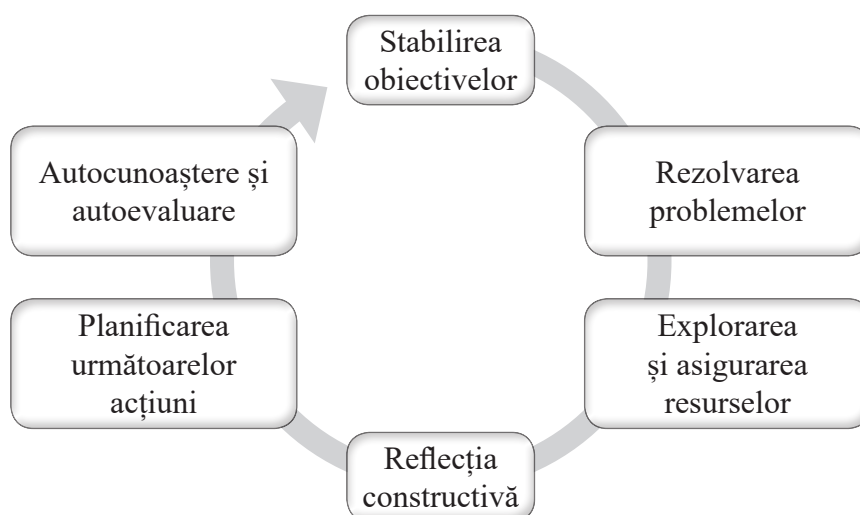 Stabilirea
obiectivelor
Rezolvarea
problemelor
Explorarea
și asigurarea
resurselor
Reflecția
constructivă
Planificarea
următoarelor
acțiuni
Autocunoaștere și
autoevaluare